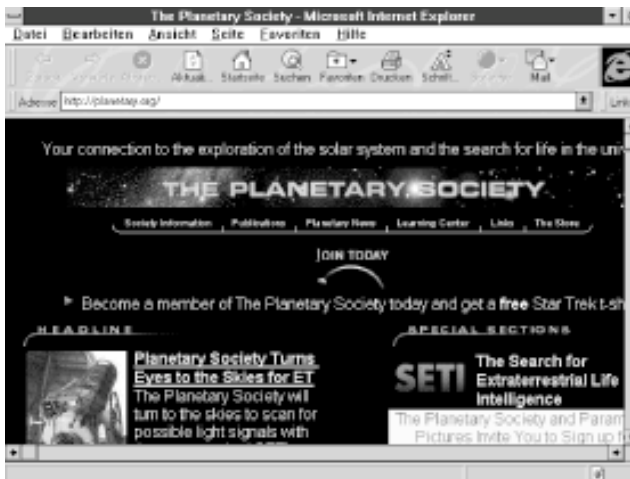 The Planetary Society - Microsoft Internet Explorer
Datei Bearbeiten Ansicht Seite Favoriten Hilfe
Aktuali.. Startseite Suchen Favoriten Drucken Schrift.. Mail
Adresse http://planetary.org/ Link
Your connection to the exploration of the solar system and the search for life in the univ
THE PLANETARY SOCIETY
Society Information Publications Planetary News Learning Center Links The Store
JOIN TODAY
Become a member of The Planetary Society today and get a free Star Trek t-sh
HEADLINE SPECIAL SECTIONS
Planetary Society Turns
Eyes to the Skies for ET
The Planetary Society will
turn to the skies to scan for
possible light signals with
SETI
The Search for
Extraterrestrial Life
Intelligence
The Planetary Society and Param
Pictures Invite You to Sign up f